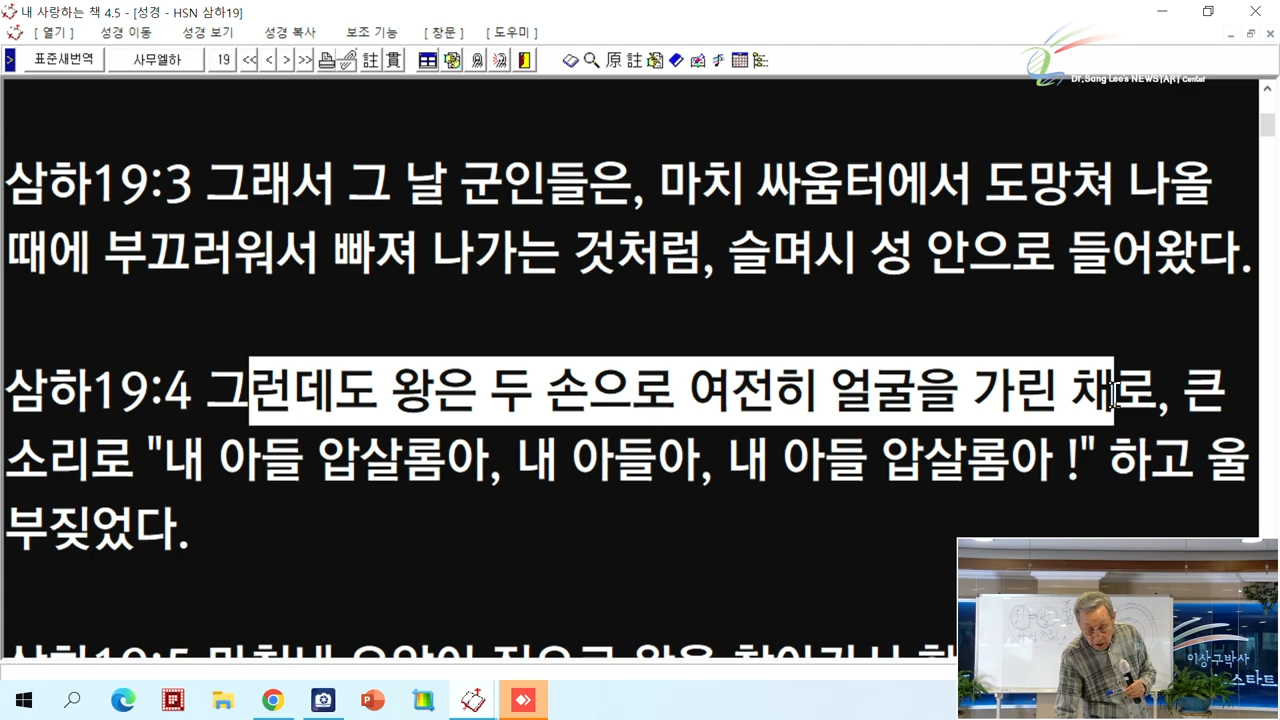 내 사랑하는 책 4.5 - [성경 - HSN 삼하19]
[ 열기 ] 성경 이동 성경 보기 성경 복사 보조 기능 [ 창문 ] [ 도우미 ]
표준새번역 사무엘하 19 << < > >> 註 貫 原 註
Dr.Sang Lee's NEWSTART Center
삼하19:3 그래서 그 날 군인들은, 마치 싸움터에서 도망쳐 나올
때에 부끄러워서 빠져 나가는 것처럼, 슬며시 성 안으로 들어왔다.
삼하19:4 그런데도 왕은 두 손으로 여전히 얼굴을 가린 채로, 큰
소리로 "내 아들 압살롬아, 내 아들아, 내 아들 압살롬아 !" 하고 울
부짖었다.
이상구박사
스타트